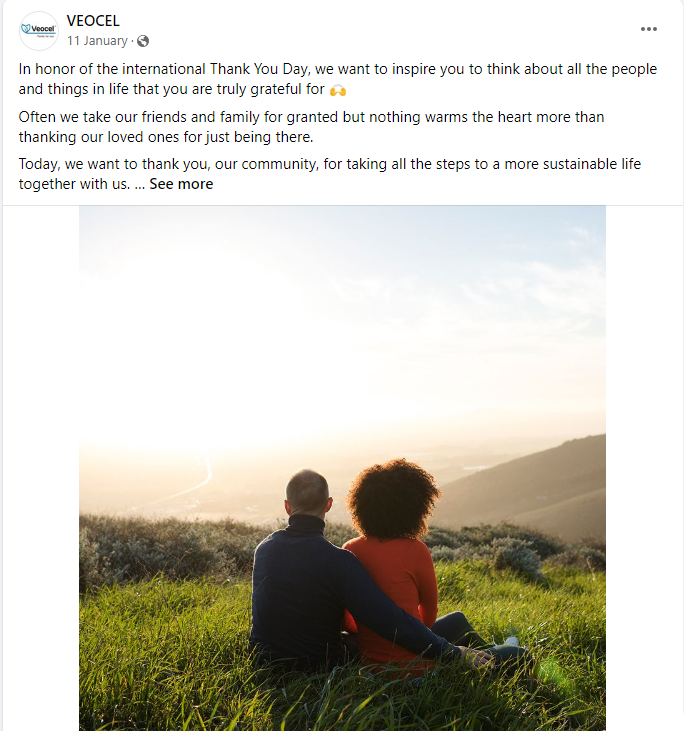 Veocel
VEOCEL
11 January ·
In honor of the international Thank You Day, we want to inspire you to think about all the people
and things in life that you are truly grateful for 🙌
Often we take our friends and family for granted but nothing warms the heart more than
thanking our loved ones for just being there.
Today, we want to thank you, our community, for taking all the steps to a more sustainable life
together with us. ... See more